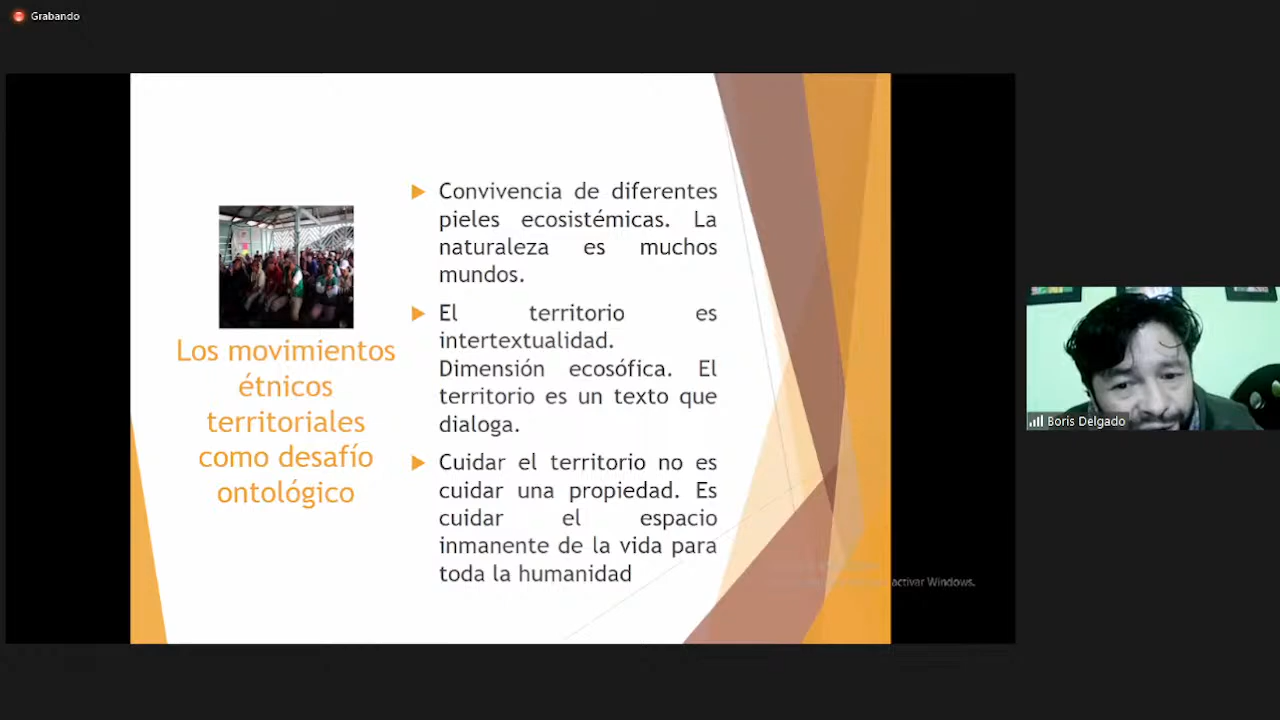 Grabando
Los movimientos
étnicos
territoriales
como desafío
ontológico
Convivencia de diferentes
pieles ecosistémicas. La
naturaleza es muchos
mundos.
El territorio es
intertextualidad.
Dimensión ecosófica. El
territorio es un texto que
dialoga.
Cuidar el territorio no es
cuidar una propiedad. Es
cuidar el espacio
inmanente de la vida para
toda la humanidad
activar Windows.
Boris Delgado